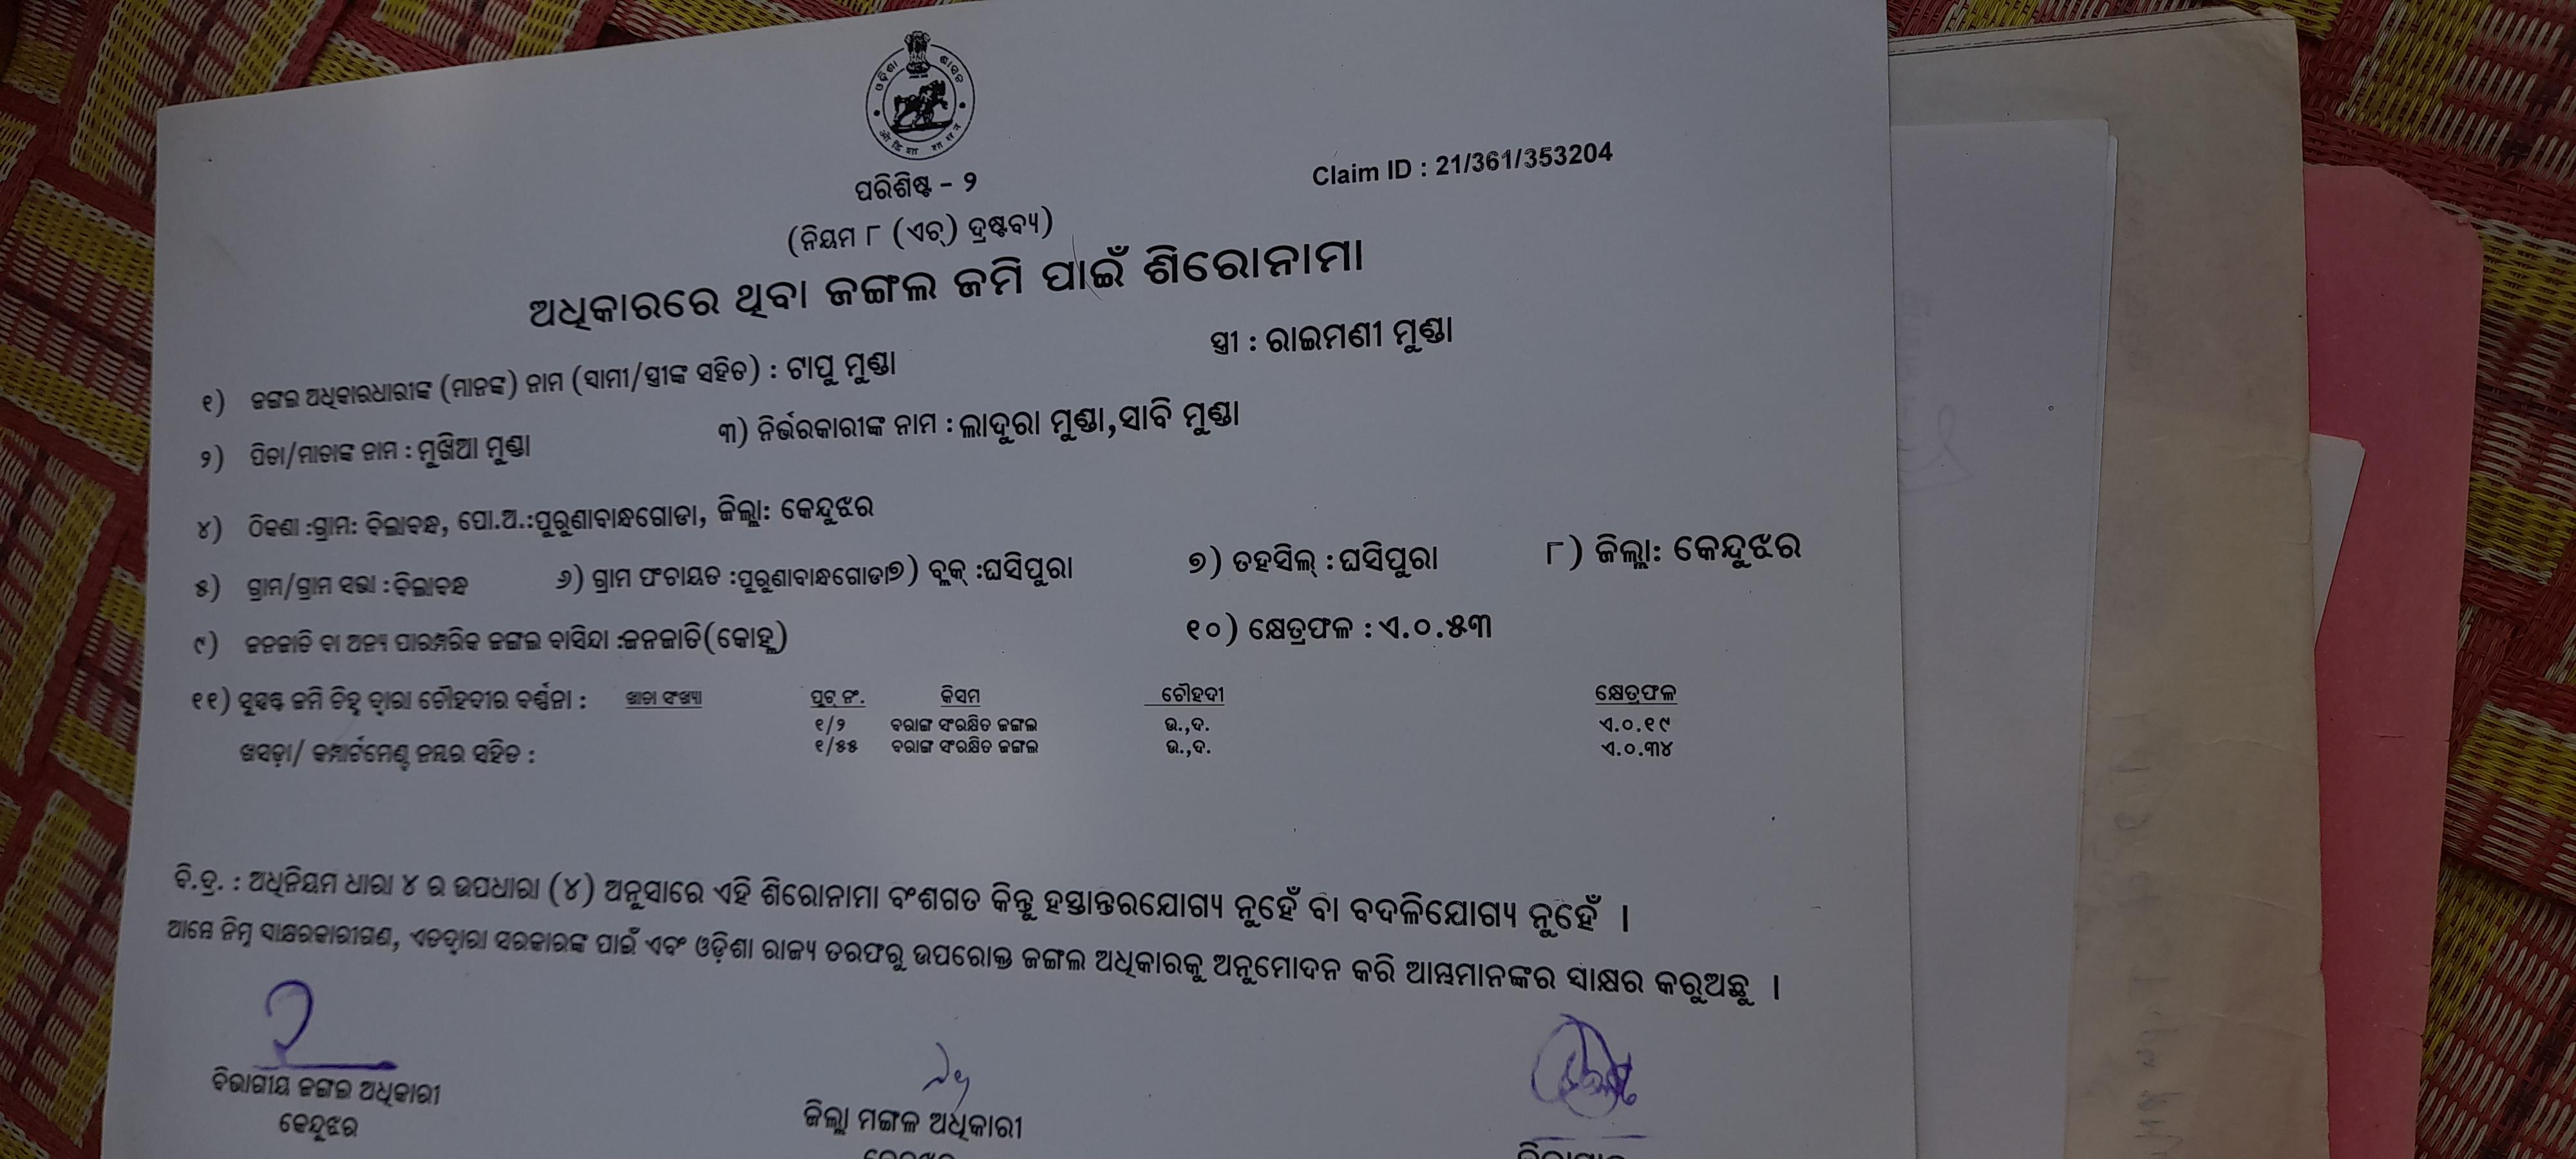 ଓଡ଼ିଶା ଶାସନ
ओडिशा शासन
Claim ID : 21/361/353204
ପରିଶିଷ୍ଟ - ୨
(ନିୟମ ୮ (ଏଚ୍) ଦ୍ରଷ୍ଟବ୍ୟ)
ଅଧିକାରରେ ଥିବା ଜଙ୍ଗଲ ଜମି ପାଇଁ ଶିରୋନାମା
୧) ଜଙ୍ଗଲ ଅଧିକାରଧାରୀଙ୍କ (ମାନଙ୍କ) ନାମ (ସାମୀ/ସ୍ତ୍ରୀଙ୍କ ସହିତ) : ଟାପୁ ମୁଣ୍ଡା ସ୍ତ୍ରୀ : ରାଇମଣୀ ମୁଣ୍ଡା
୨) ପିତା/ମାତାଙ୍କ ନାମ : ମୁଖିଆ ମୁଣ୍ଡା ୩) ନିର୍ଭରକାରୀଙ୍କ ନାମ : ଲାଦୁରା ମୁଣ୍ଡା,ସାବି ମୁଣ୍ଡା
୪) ଠିକଣା :ଗ୍ରାମ: ବିଲାବନ୍ଧ, ପୋ.ଅ.:ପୁରୁଣାବାନ୍ଧଗୋଡା, ଜିଲ୍ଲା: କେନ୍ଦୁଝର
୫) ଗ୍ରାମ/ଗ୍ରାମ ସଭା : ବିଲାବନ୍ଧ ୬) ଗ୍ରାମ ପଂଚାୟତ :ପୁରୁଣାବାନ୍ଧଗୋଡା ୭) ବ୍ଲକ୍ :ଘସିପୁରା ୭) ତହସିଲ୍ : ଘସିପୁରା ୮) ଜିଲ୍ଲା: କେନ୍ଦୁଝର
୯) ଜନଜାତି ବା ଅନ୍ୟ ପାରମ୍ପରିକ ଜଙ୍ଗଲ ବାସିନ୍ଦା :ଜନଜାତି(କୋହ୍ଲ) ୧୦) କ୍ଷେତ୍ରଫଳ : ଏ.୦.୫୩
୧୧) ସୁସ୍ପଷ୍ଟ ଜମି ଚିହ୍ନ ଦ୍ୱାରା ଚୌହଦୀର ବର୍ଣ୍ଣନା : ଖାତା ସଂଖ୍ୟା ପ୍ଲଟ୍ ନଂ. କିସମ ଚୌହଦୀ କ୍ଷେତ୍ରଫଳ
୧/୨ ବରାଙ୍ଗ ସଂରକ୍ଷିତ ଜଙ୍ଗଲ ଉ.,ଦ. ଏ.୦.୧୯
ଖସଡ଼ା/ କମ୍ପାର୍ଟମେଣ୍ଟ ନମ୍ବର ସହିତ : ୧/୫୫ ବରାଙ୍ଗ ସଂରକ୍ଷିତ ଜଙ୍ଗଲ ଉ.,ଦ. ଏ.୦.୩୪
ବି.ଦ୍ର. : ଅଧିନିୟମ ଧାରା ୪ ର ଉପଧାରା (୪) ଅନୁସାରେ ଏହି ଶିରୋନାମା ବଂଶଗତ କିନ୍ତୁ ହସ୍ତାନ୍ତରଯୋଗ୍ୟ ନୁହେଁ ବା ବଦଳିଯୋଗ୍ୟ ନୁହେଁ ।
ଆମ୍ଭେ ନିମ୍ନ ସାକ୍ଷରକାରୀଗଣ, ଏତଦ୍ୱାରା ସରକାରଙ୍କ ପାଇଁ ଏବଂ ଓଡ଼ିଶା ରାଜ୍ୟ ତରଫରୁ ଉପରୋକ୍ତ ଜଙ୍ଗଲ ଅଧିକାରକୁ ଅନୁମୋଦନ କରି ଆମ୍ଭମାନଙ୍କର ସାକ୍ଷର କରୁଅଛୁ ।
ବିଭାଗୀୟ ଜଙ୍ଗଲ ଅଧିକାରୀ
କେନ୍ଦୁଝର
ଜିଲ୍ଲା ମଙ୍ଗଳ ଅଧିକାରୀ